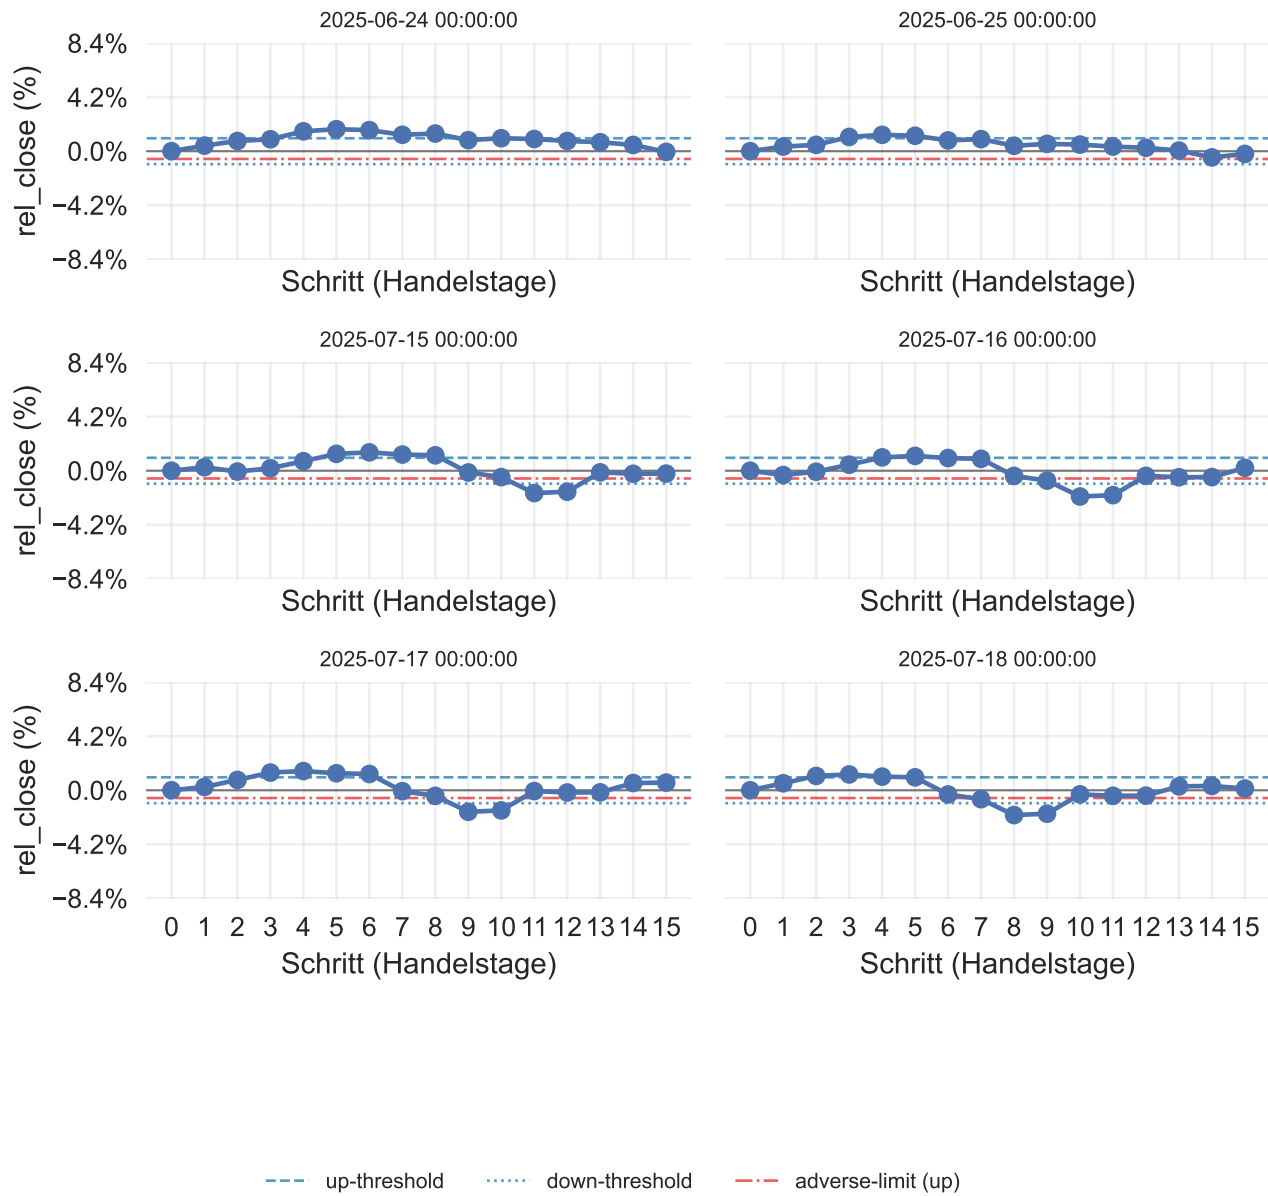 2025-06-24 00:00:00
2025-06-25 00:00:00
8.4%
4.2%
0.0%
−4.2%
−8.4%
rel_close (%)
Schritt (Handelstage)
Schritt (Handelstage)
2025-07-15 00:00:00
2025-07-16 00:00:00
8.4%
4.2%
0.0%
−4.2%
−8.4%
rel_close (%)
Schritt (Handelstage)
Schritt (Handelstage)
2025-07-17 00:00:00
2025-07-18 00:00:00
8.4%
4.2%
0.0%
−4.2%
−8.4%
rel_close (%)
0 1 2 3 4 5 6 7 8 9 10 11 12 13 14 15
0 1 2 3 4 5 6 7 8 9 10 11 12 13 14 15
Schritt (Handelstage)
Schritt (Handelstage)
up-threshold
down-threshold
adverse-limit (up)